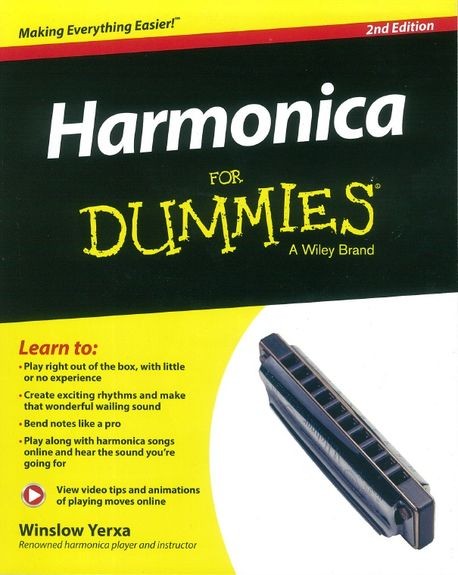 Making Everything Easier!™
2nd Edition
Harmonica
FOR
DUMMIES®
A Wiley Brand
Learn to:
• Play right out of the box, with little
or no experience
• Create exciting rhythms and make
that wonderful wailing sound
• Bend notes like a pro
• Play along with harmonica songs
online and hear the sound you're
going for
View video tips and animations
of playing moves online
Winslow Yerxa
Renowned harmonica player and instructor